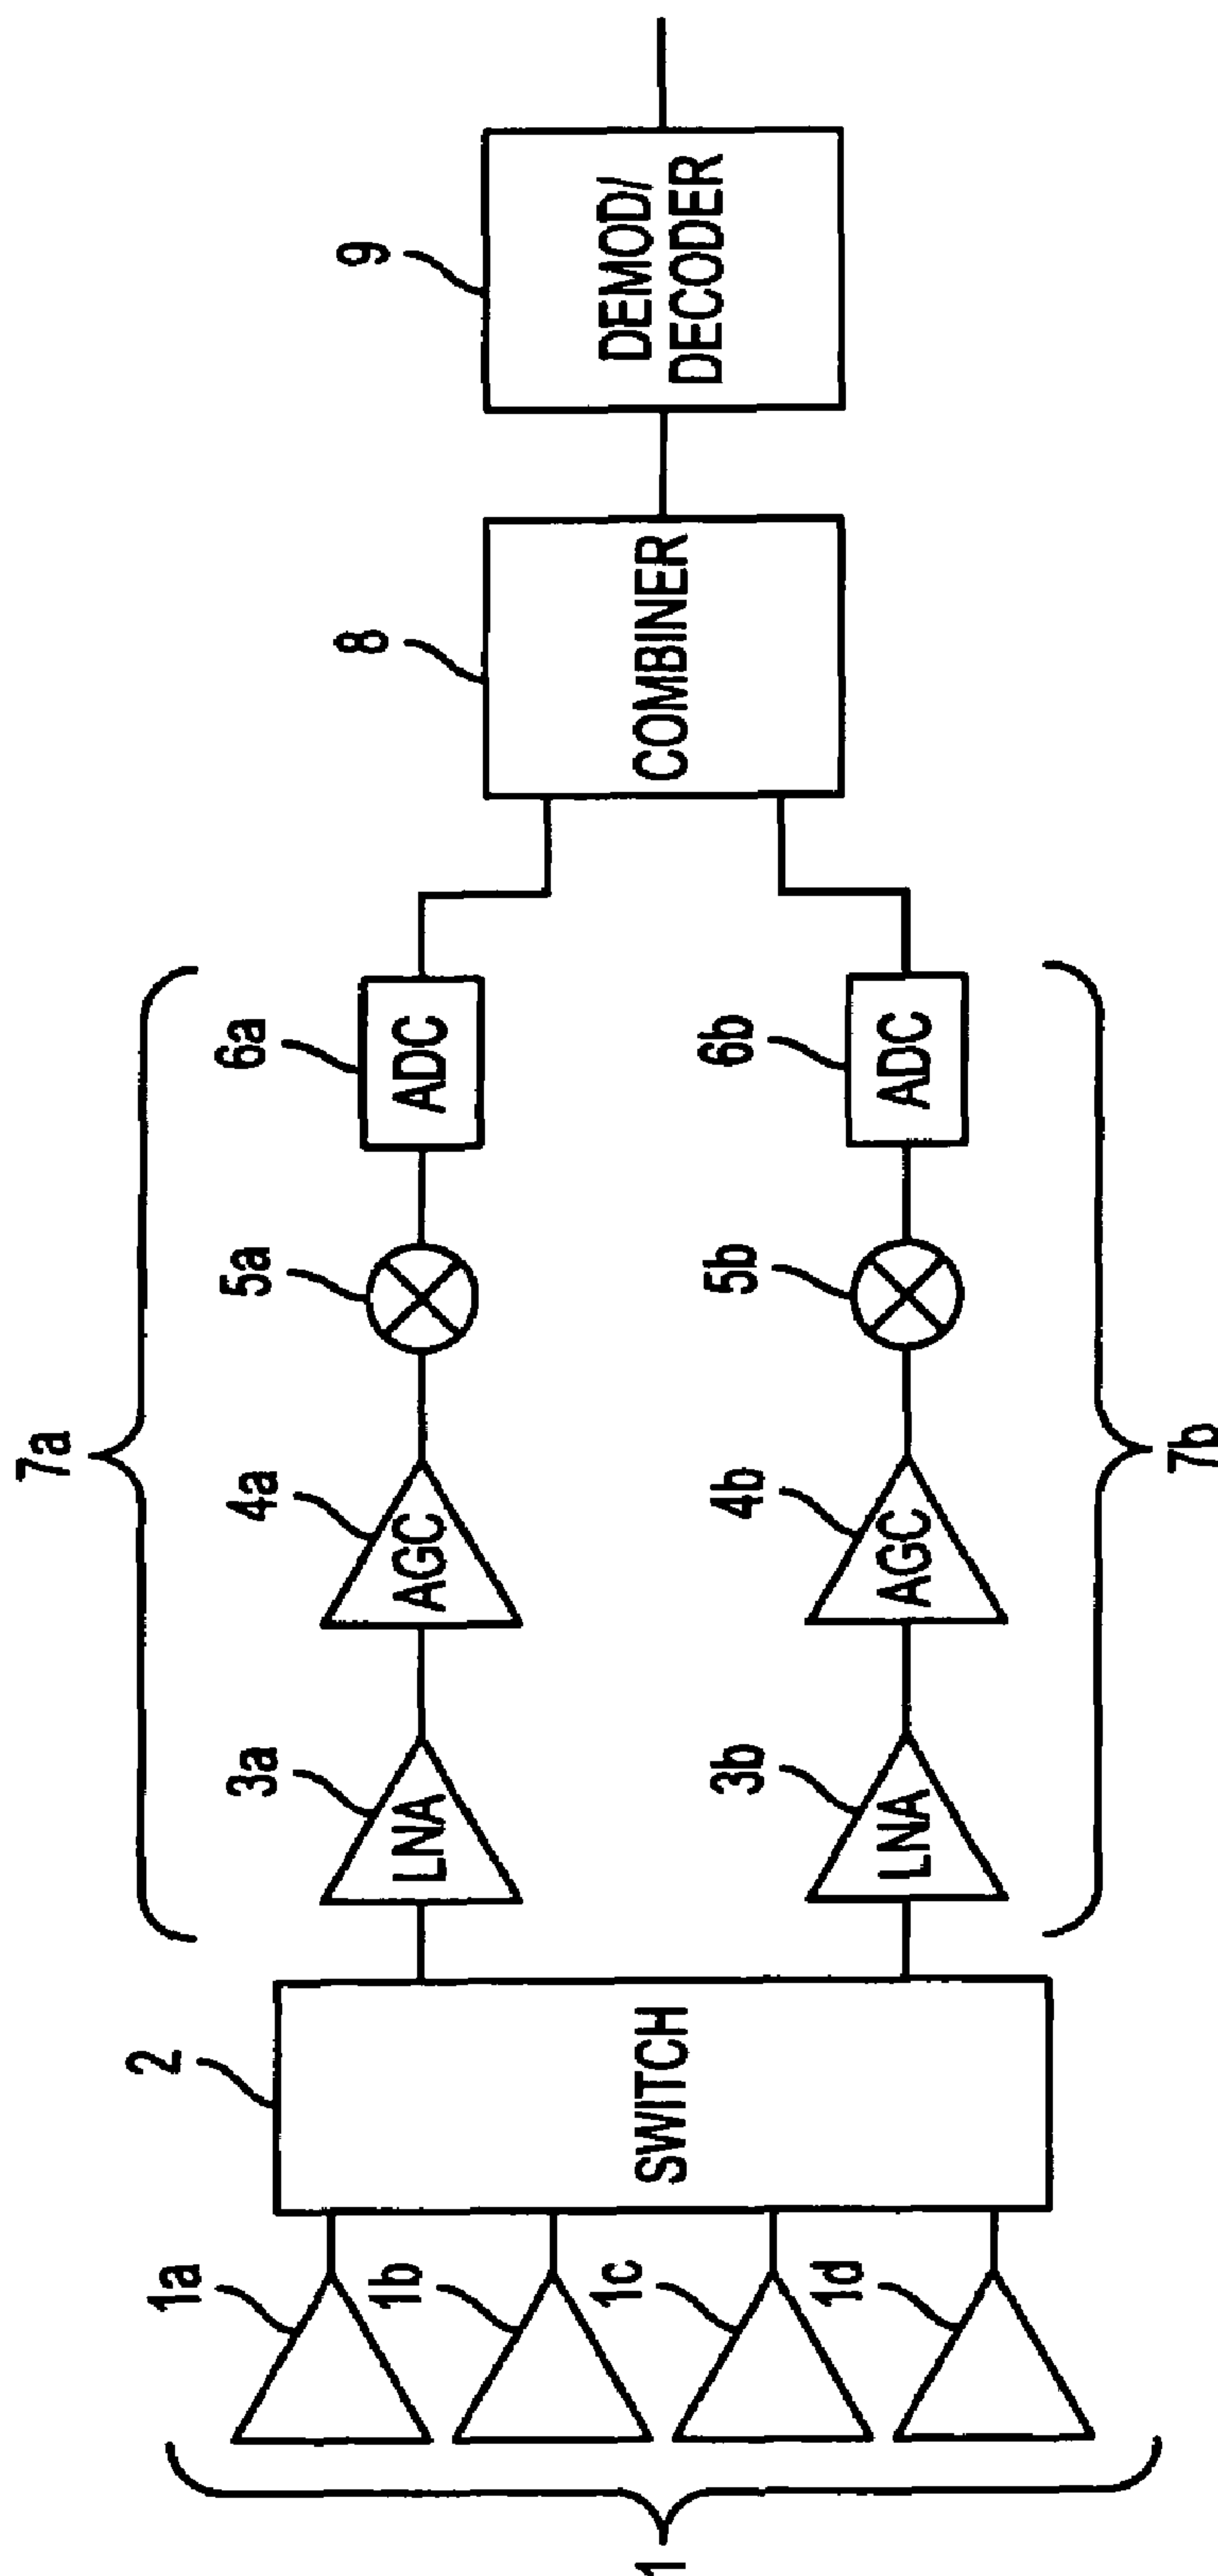 1
1a
1b
1c
1d
2
SWITCH
7a
3a
LNA
4a
AGC
5a
6a
ADC
3b
LNA
4b
AGC
5b
6b
ADC
7b
8
COMBINER
9
DEMOD/
DECODER